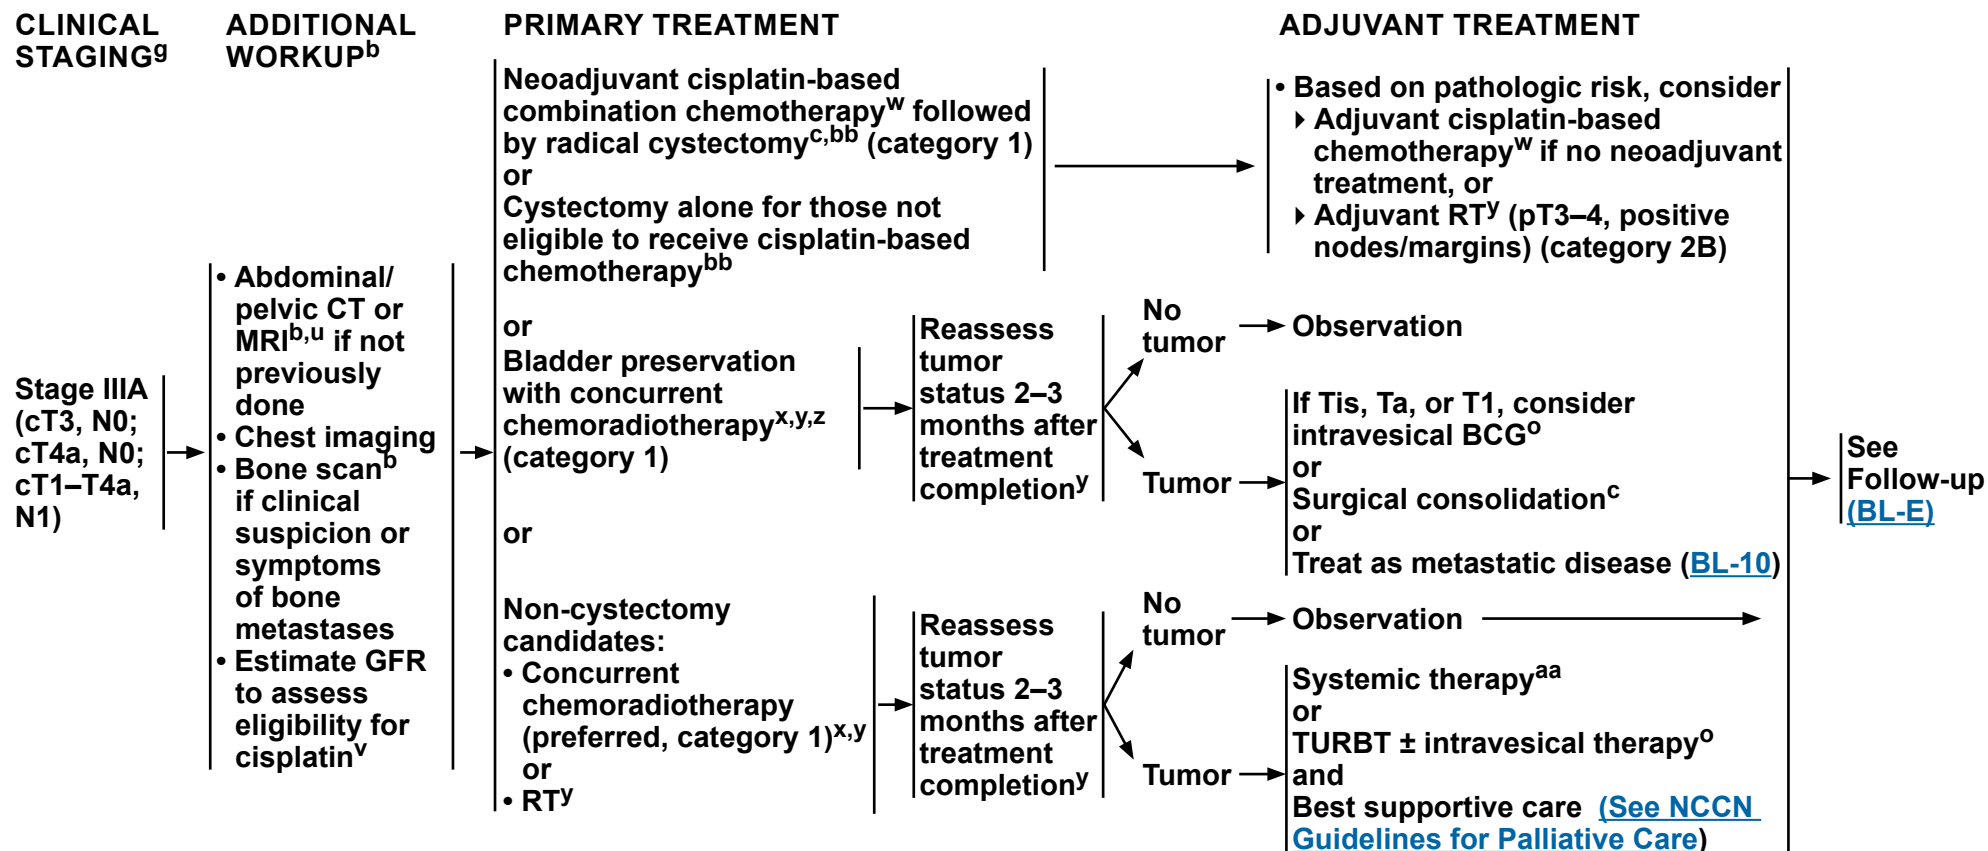 CLINICAL
STAGINGg
ADDITIONAL
WORKUPb
PRIMARY TREATMENT
ADJUVANT TREATMENT
Stage IIIA
(cT3, N0;
cT4a, N0;
cT1–T4a,
N1)
• Abdominal/
pelvic CT or
MRIb,u if not
previously
done
• Chest imaging
• Bone scanb
if clinical
suspicion or
symptoms
of bone
metastases
• Estimate GFR
to assess
eligibility for
cisplatinv
Neoadjuvant cisplatin-based
combination chemotherapyw followed
by radical cystectomyc,bb (category 1)
or
Cystectomy alone for those not
eligible to receive cisplatin-based
chemotherapybb
• Based on pathologic risk, consider
▸ Adjuvant cisplatin-based
chemotherapyw if no neoadjuvant
treatment, or
▸ Adjuvant RTy (pT3–4, positive
nodes/margins) (category 2B)
or
Bladder preservation
with concurrent
chemoradiotherapyx,y,z
(category 1)
Reassess
tumor
status 2–3
months after
treatment
completiony
No
tumor
Observation
Tumor
If Tis, Ta, or T1, consider
intravesical BCGo
or
Surgical consolidationc
or
Treat as metastatic disease (BL-10)
or
Non-cystectomy
candidates:
• Concurrent
chemoradiotherapy
(preferred, category 1)x,y
or
• RTy
Reassess
tumor
status 2–3
months after
treatment
completiony
No
tumor
Observation
Tumor
Systemic therapyaa
or
TURBT ± intravesical therapyo
and
Best supportive care (See NCCN
Guidelines for Palliative Care)
See
Follow-up
(BL-E)